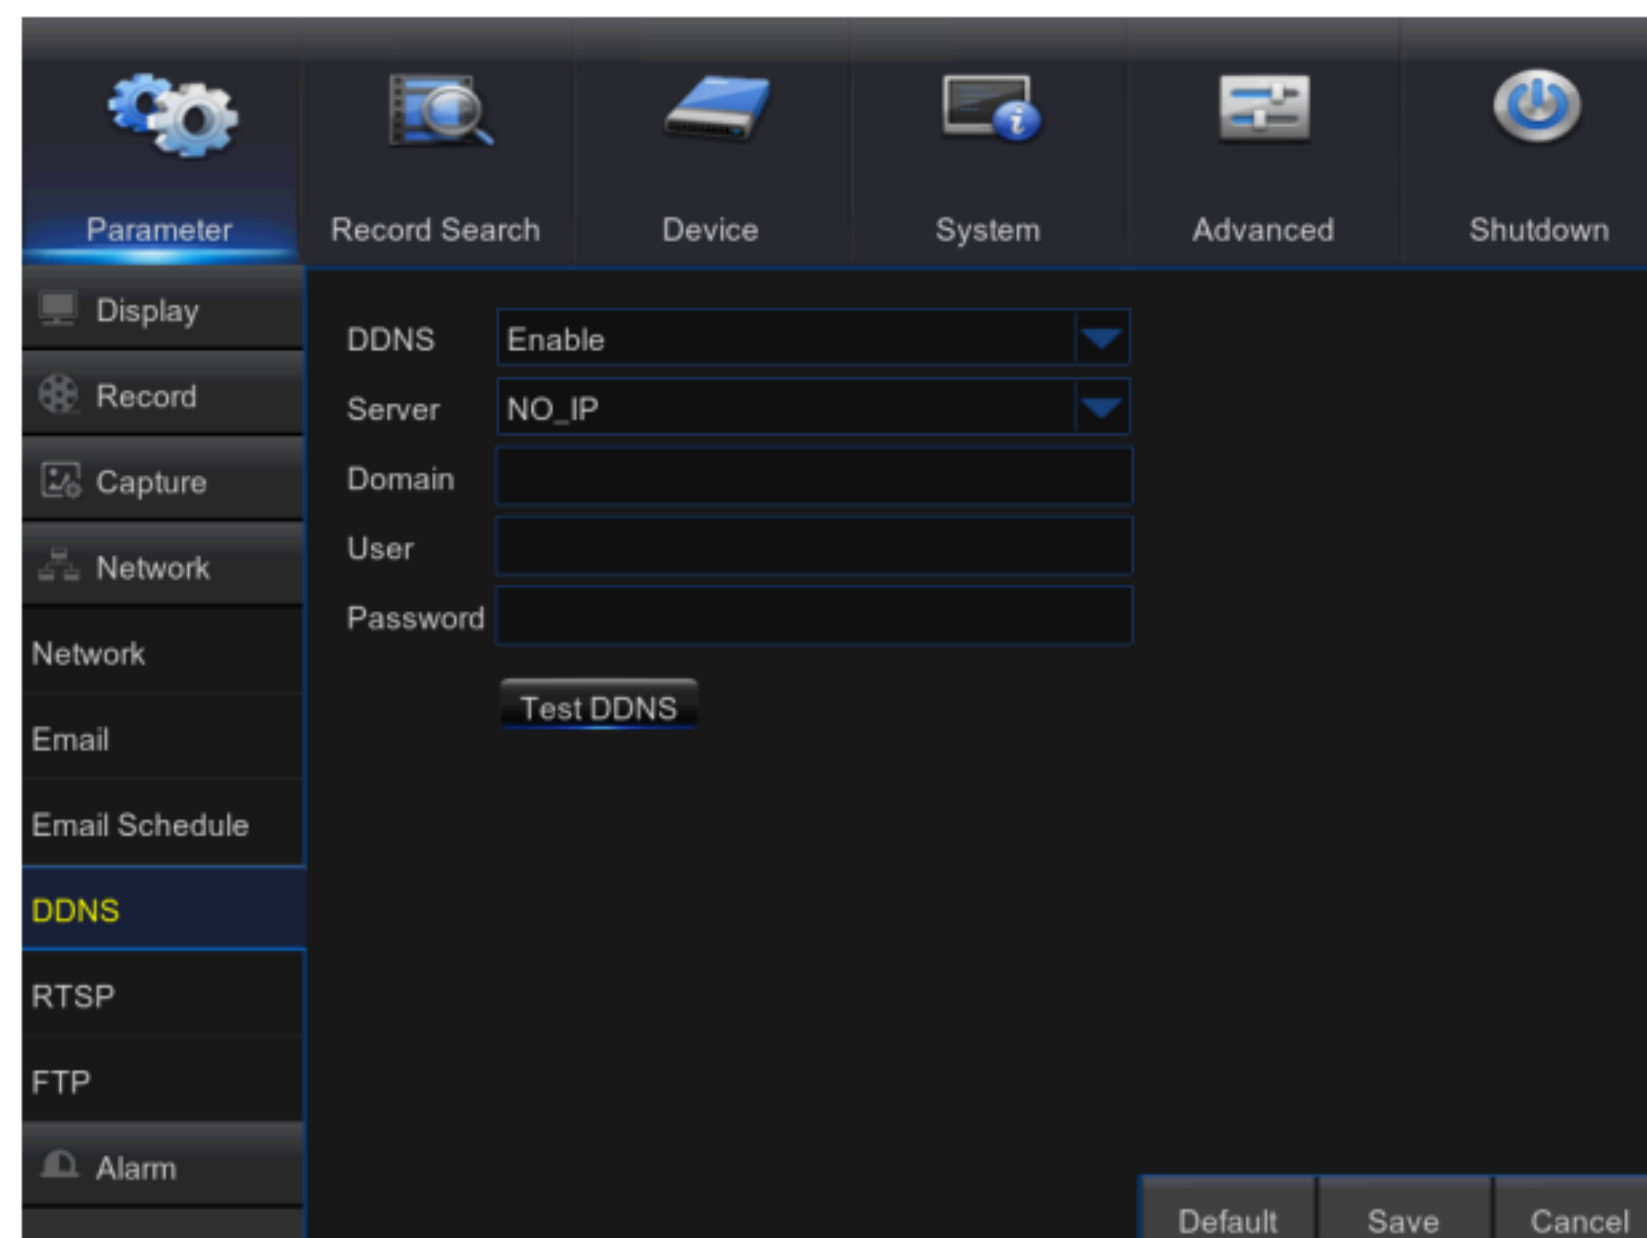 Parameter
Record Search
Device
System
Advanced
Shutdown
Display
Record
Capture
Network
Network
Email
Email Schedule
DDNS
RTSP
FTP
Alarm
DDNS Enable
Server NO_IP
Domain
User
Password
Test DDNS
Default Save Cancel